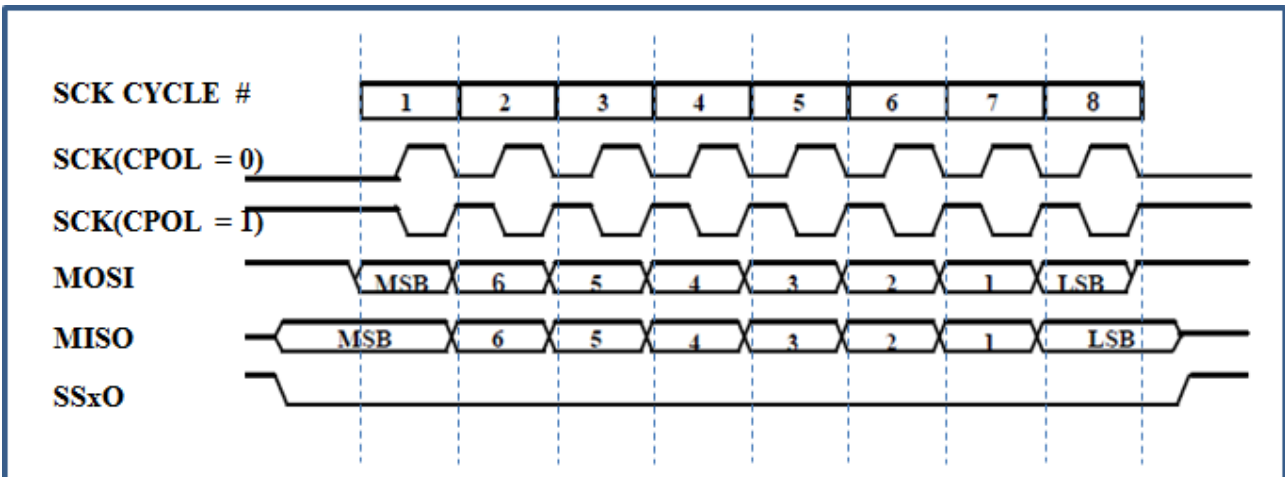 SCK CYCLE # 1 2 3 4 5 6 7 8
SCK(CPOL = 0)
SCK(CPOL = 1)
MOSI MSB 6 5 4 3 2 1 LSB
MISO MSB 6 5 4 3 2 1 LSB
SSxO